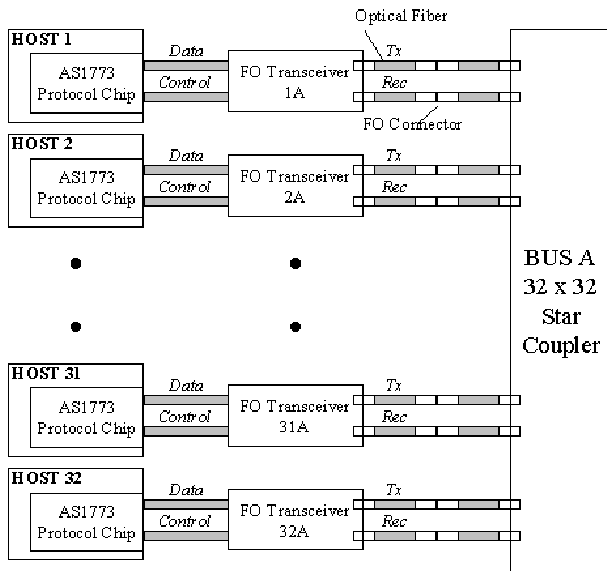 Optical Fiber
HOST 1
AS1773
Protocol Chip
Data
Control
FO Transceiver
1A
Tx
Rec
FO Connector
HOST 2
AS1773
Protocol Chip
Data
Control
FO Transceiver
2A
Tx
Rec
BUS A
32 x 32
Star
Coupler
HOST 31
AS1773
Protocol Chip
Data
Control
FO Transceiver
31A
Tx
Rec
HOST 32
AS1773
Protocol Chip
Data
Control
FO Transceiver
32A
Tx
Rec